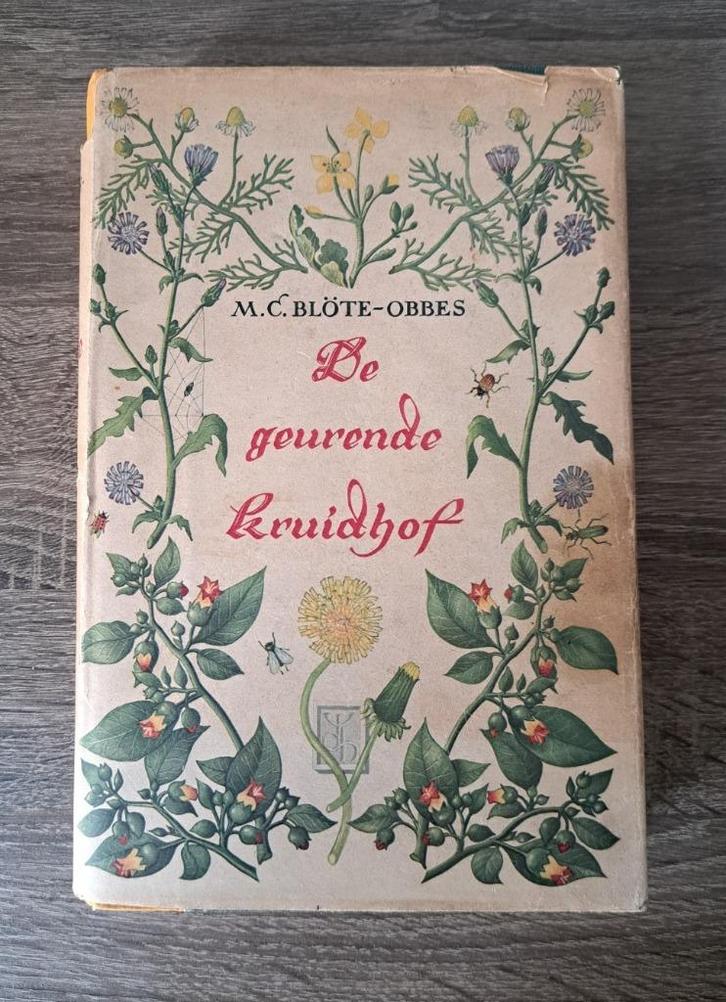 M.C. BLÖTE-OBBES
De
geurende
kruidhof